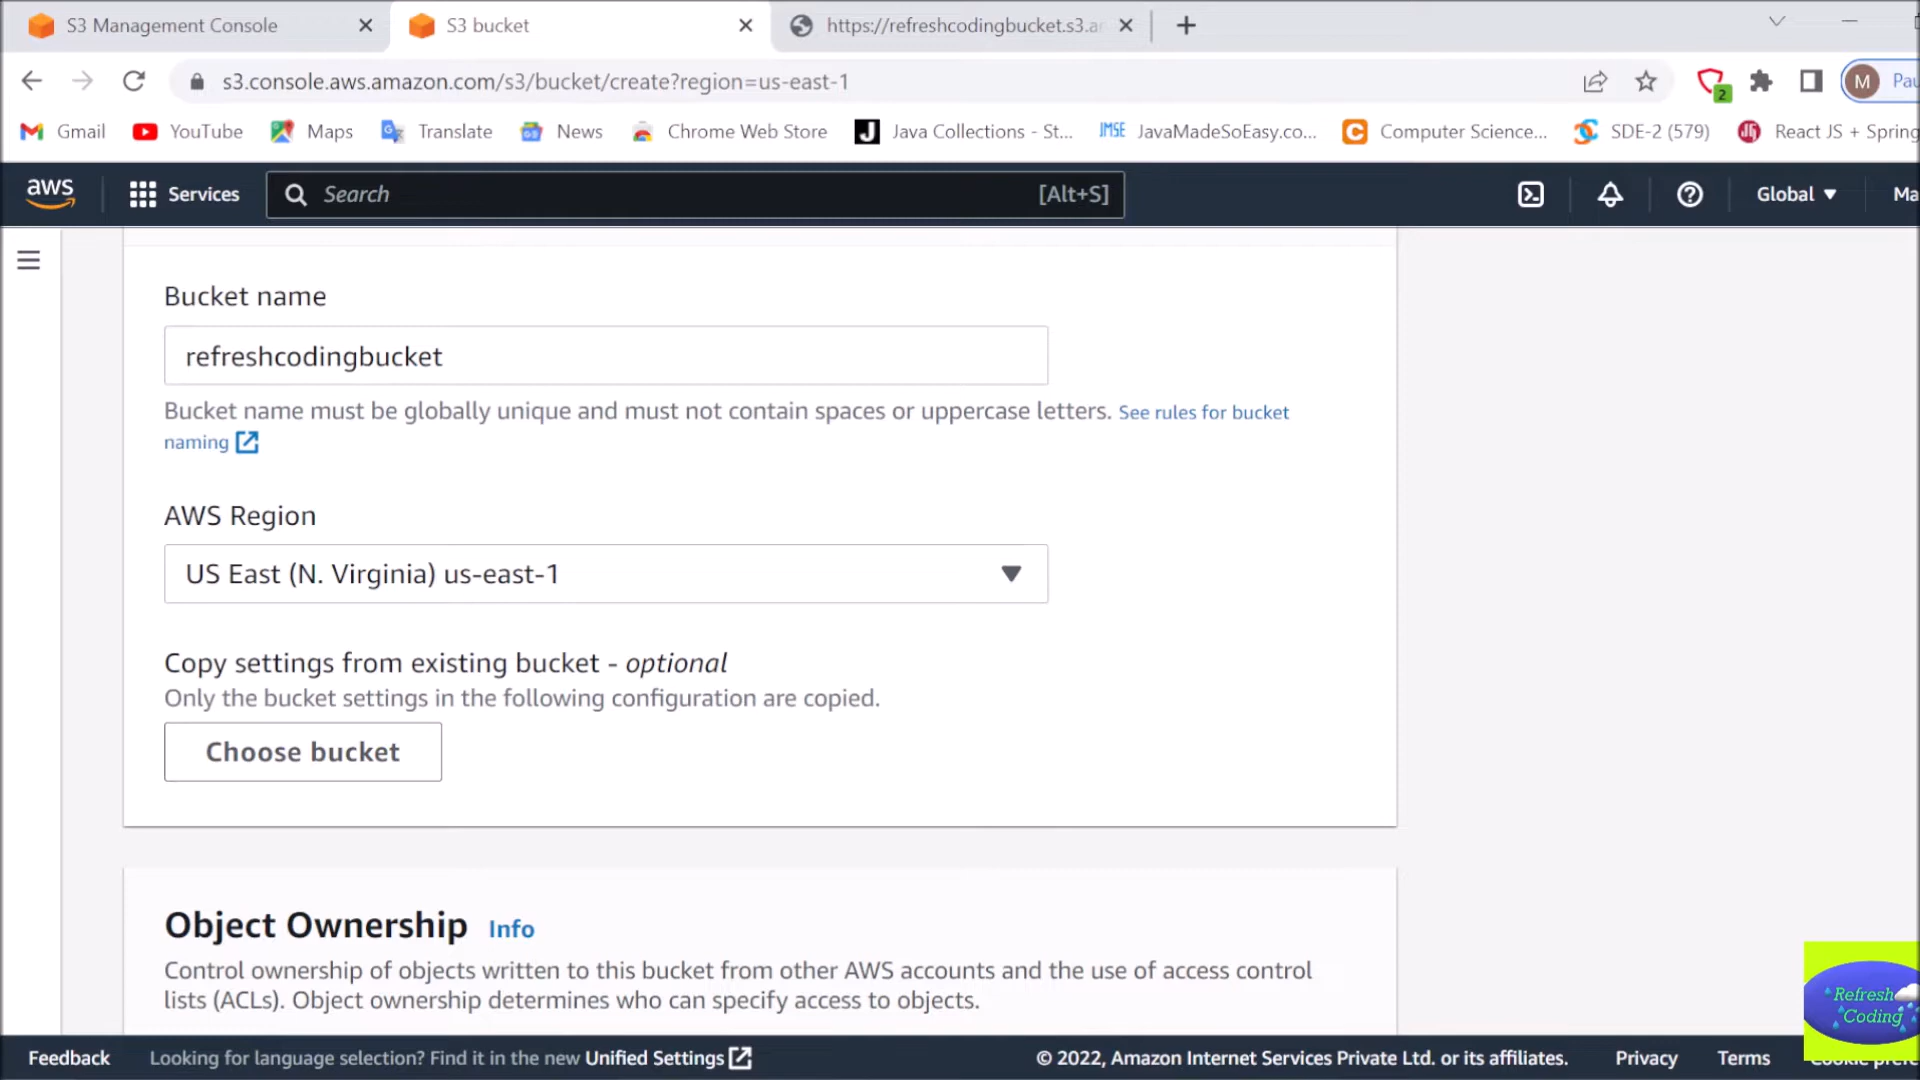 S3 Management Console
S3 bucket
https://refreshcodingbucket.s3.a
s3.console.aws.amazon.com/s3/bucket/create?region=us-east-1
2
M
Pau
Gmail
YouTube
Maps
Translate
News
Chrome Web Store
J
Java Collections - St...
JMSE
JavaMadeSoEasy.co...
C
Computer Science...
SDE-2 (579)
React JS + Spring
aws
Services
Search
[Alt+S]
Global
Ma
Bucket name
refreshcodingbucket
Bucket name must be globally unique and must not contain spaces or uppercase letters. See rules for bucket
naming
AWS Region
US East (N. Virginia) us-east-1
Copy settings from existing bucket - optional
Only the bucket settings in the following configuration are copied.
Choose bucket
Object Ownership Info
Control ownership of objects written to this bucket from other AWS accounts and the use of access control
lists (ACLs). Object ownership determines who can specify access to objects.
Refresh
Coding
Feedback
Looking for language selection? Find it in the new Unified Settings
© 2022, Amazon Internet Services Private Ltd. or its affiliates.
Privacy
Terms